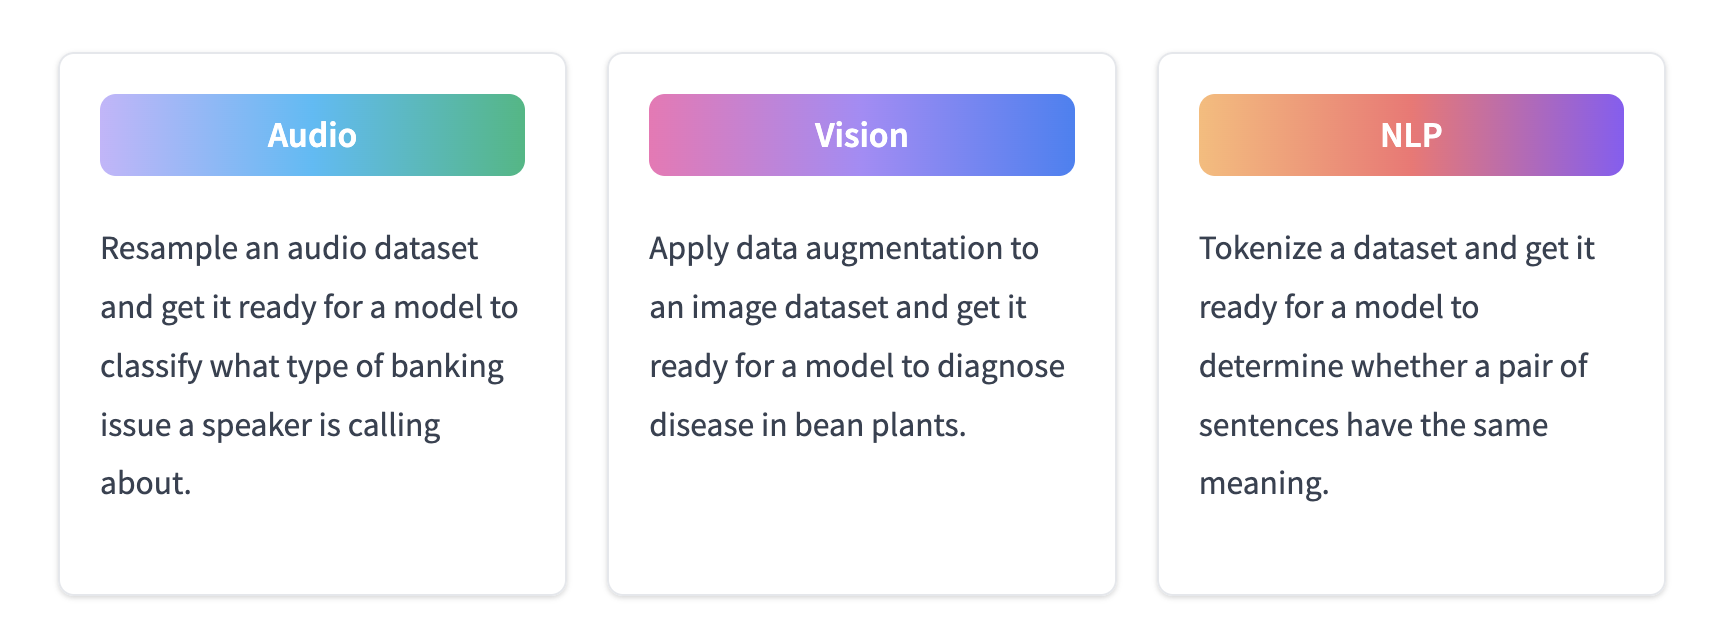 Audio
Resample an audio dataset
and get it ready for a model to
classify what type of banking
issue a speaker is calling
about.
Vision
Apply data augmentation to
an image dataset and get it
ready for a model to diagnose
disease in bean plants.
NLP
Tokenize a dataset and get it
ready for a model to
determine whether a pair of
sentences have the same
meaning.